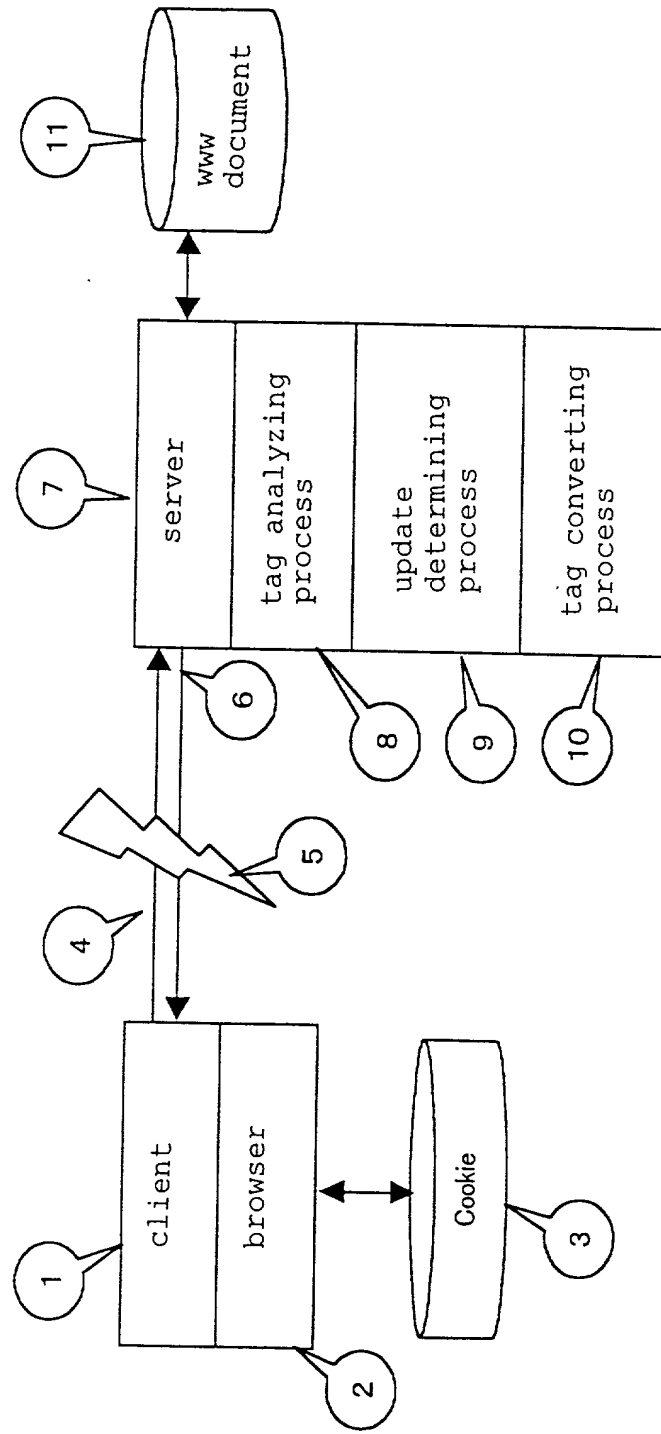 1
client
browser
2
Cookie
3
4
5
6
7
server
tag analyzing
process
8
update
determining
process
9
tag converting
process
10
11
www
document